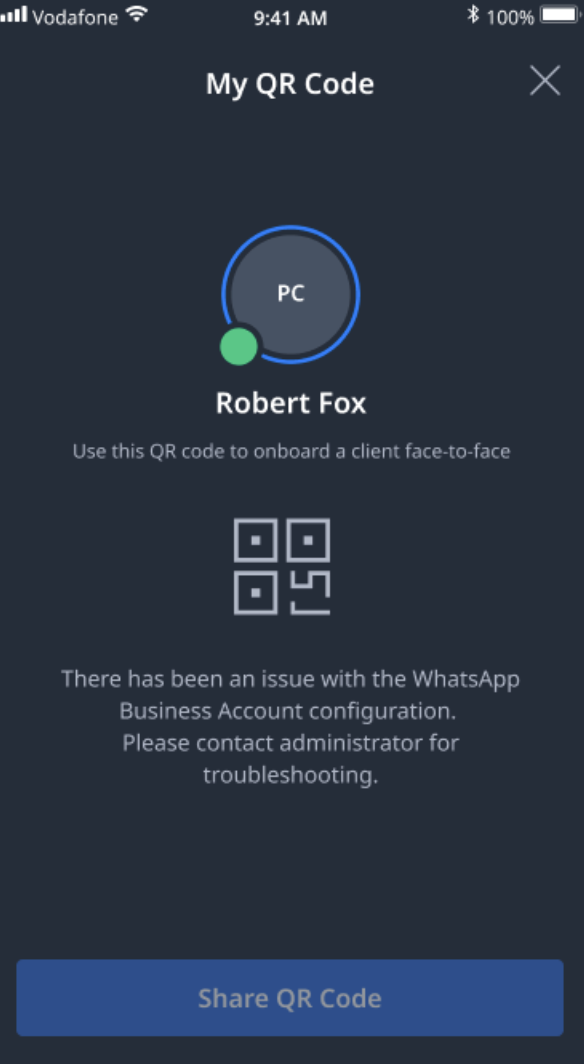 Vodafone 9:41 AM 100%
My QR Code
PC
Robert Fox
Use this QR code to onboard a client face-to-face
There has been an issue with the WhatsApp
Business Account configuration.
Please contact administrator for
troubleshooting.
Share QR Code